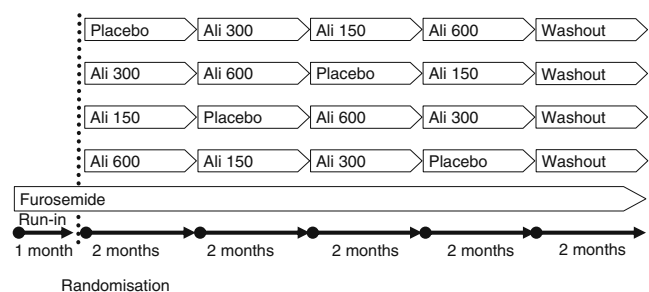 Placebo Ali 300 Ali 150 Ali 600 Washout
Ali 300 Ali 600 Placebo Ali 150 Washout
Ali 150 Placebo Ali 600 Ali 300 Washout
Ali 600 Ali 150 Ali 300 Placebo Washout
Furosemide
Run-in
1 month 2 months 2 months 2 months 2 months 2 months
Randomisation